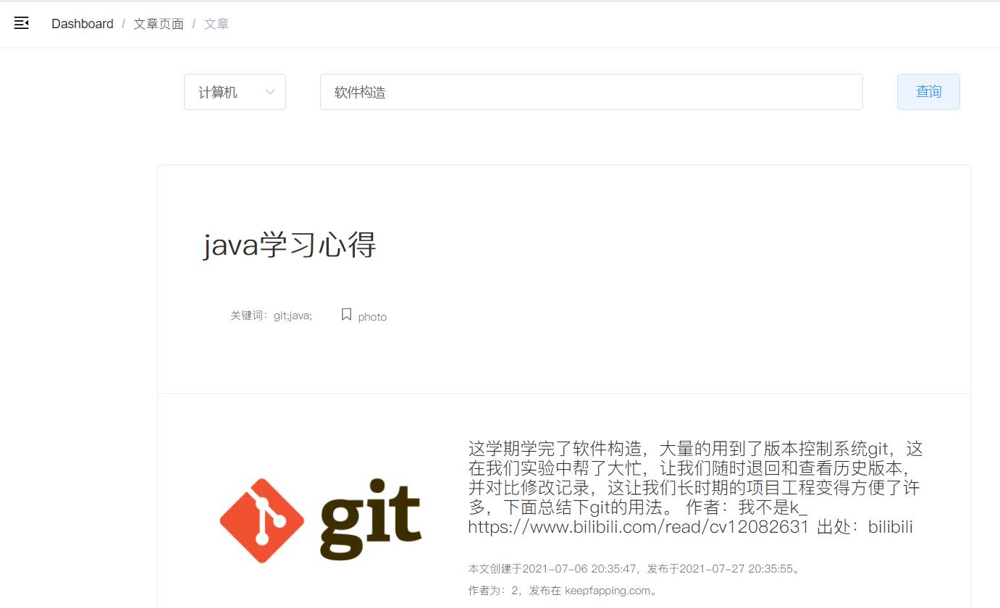 Dashboard / 文章页面 / 文章
计算机
软件构造
查询
java学习心得
关键词：git;java;
photo
git
这学期学完了软件构造，大量的用到了版本控制系统git，这
在我们实验中帮了大忙，让我们随时退回和查看历史版本，
并对比修改记录，这让我们长时期的项目工程变得方便了许
多，下面总结下git的用法。 作者：我不是k_
https://www.bilibili.com/read/cv12082631 出处：bilibili
本文创建于2021-07-06 20:35:47，发布于2021-07-27 20:35:55。
作者为：2，发布在 keepfapping.com。